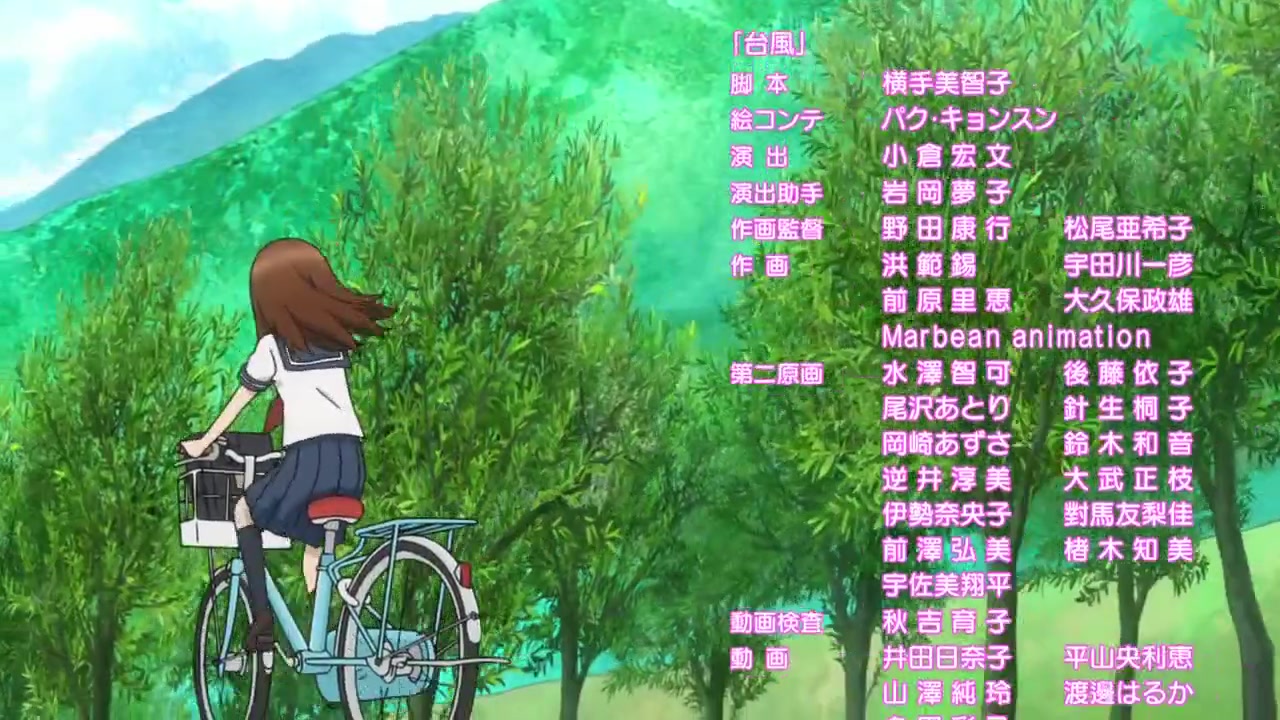 「台風」
脚本 横手美智子
絵コンテ パク・キョンスン
演出 小倉宏文
演出助手 岩岡夢子
作画監督 野田康行 松尾亜希子
作画 洪範錫 宇田川一彦
前原里恵 大久保政雄
Marbean animation
第二原画 水澤智可 後藤依子
尾沢あとり 針生桐子
岡崎あずさ 鈴木和音
逆井淳美 大武正枝
伊勢奈央子 對馬友梨佳
前澤弘美 楮木知美
宇佐美翔平
動画検査 秋吉育子
動画 井田日奈子 平山央利恵
山澤純玲 渡邊はるか